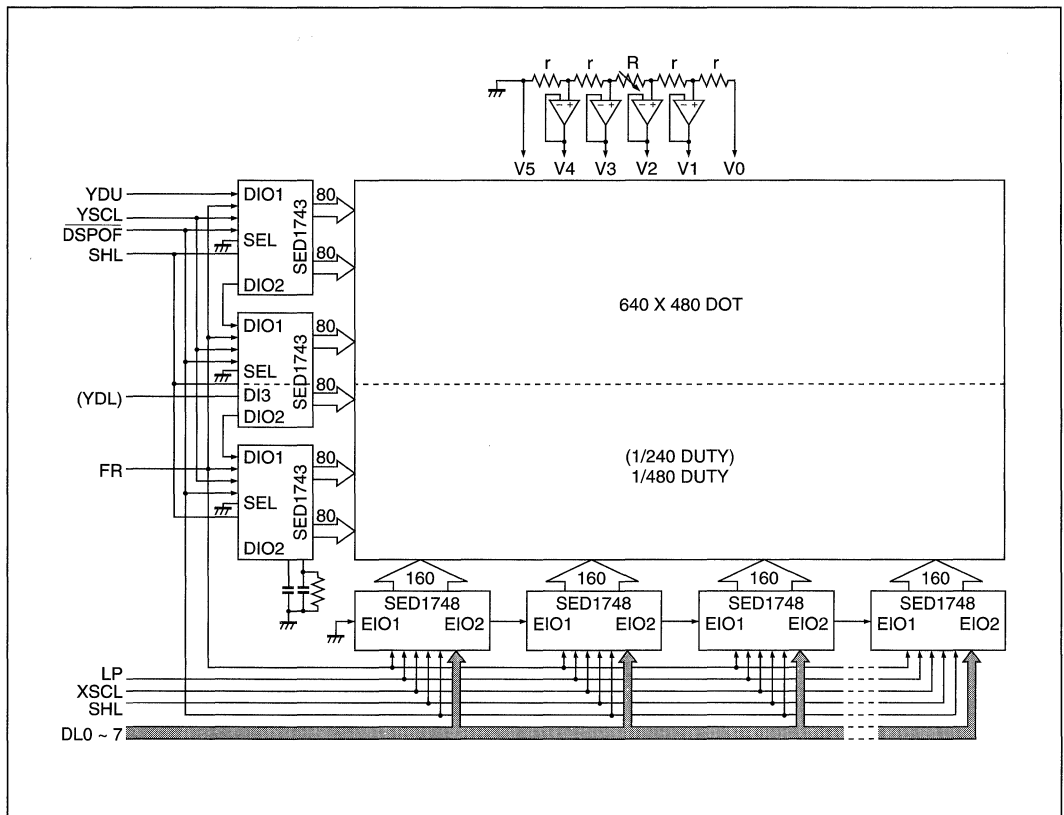 r r R r r
- + - + - + - +
V5 V4 V3 V2 V1 V0
YDU
YSCL
DSPOF
SHL
(YDL)
FR
DIO1
SEL
DIO2
SED1743
80
80
DIO1
SEL
DI3
DIO2
SED1743
80
80
DIO1
SEL
DIO2
SED1743
80
80
640 X 480 DOT
(1/240 DUTY)
1/480 DUTY
160 160 160 160
SED1748 SED1748 SED1748 SED1748
EIO1 EIO2 EIO1 EIO2 EIO1 EIO2 EIO1 EIO2
LP
XSCL
SHL
DL0 ~ 7